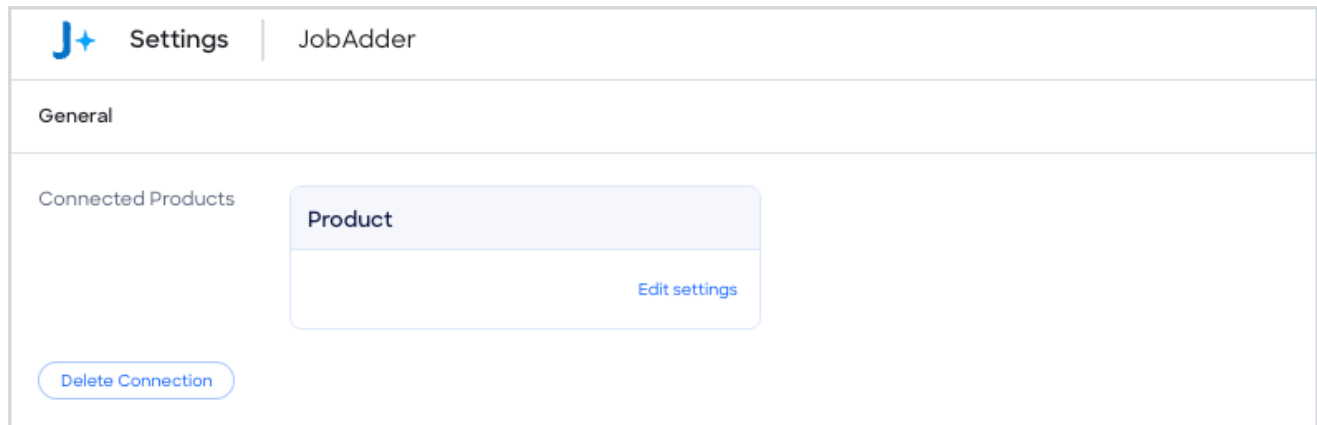 J+ Settings JobAdder
General
Connected Products
Product
Edit settings
Delete Connection